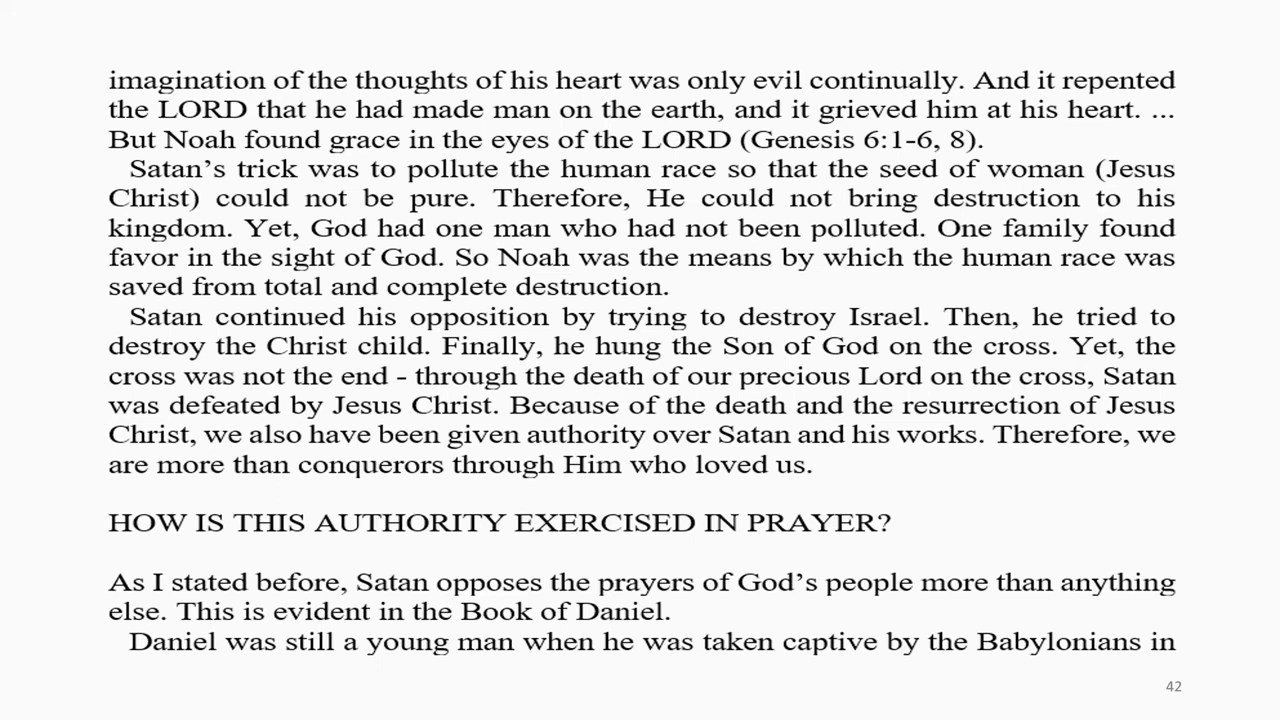 imagination of the thoughts of his heart was only evil continually. And it repented
the LORD that he had made man on the earth, and it grieved him at his heart. ...
But Noah found grace in the eyes of the LORD (Genesis 6:1-6, 8).
Satan’s trick was to pollute the human race so that the seed of woman (Jesus
Christ) could not be pure. Therefore, He could not bring destruction to his
kingdom. Yet, God had one man who had not been polluted. One family found
favor in the sight of God. So Noah was the means by which the human race was
saved from total and complete destruction.
Satan continued his opposition by trying to destroy Israel. Then, he tried to
destroy the Christ child. Finally, he hung the Son of God on the cross. Yet, the
cross was not the end - through the death of our precious Lord on the cross, Satan
was defeated by Jesus Christ. Because of the death and the resurrection of Jesus
Christ, we also have been given authority over Satan and his works. Therefore, we
are more than conquerors through Him who loved us.
HOW IS THIS AUTHORITY EXERCISED IN PRAYER?
As I stated before, Satan opposes the prayers of God’s people more than anything
else. This is evident in the Book of Daniel.
Daniel was still a young man when he was taken captive by the Babylonians in
42